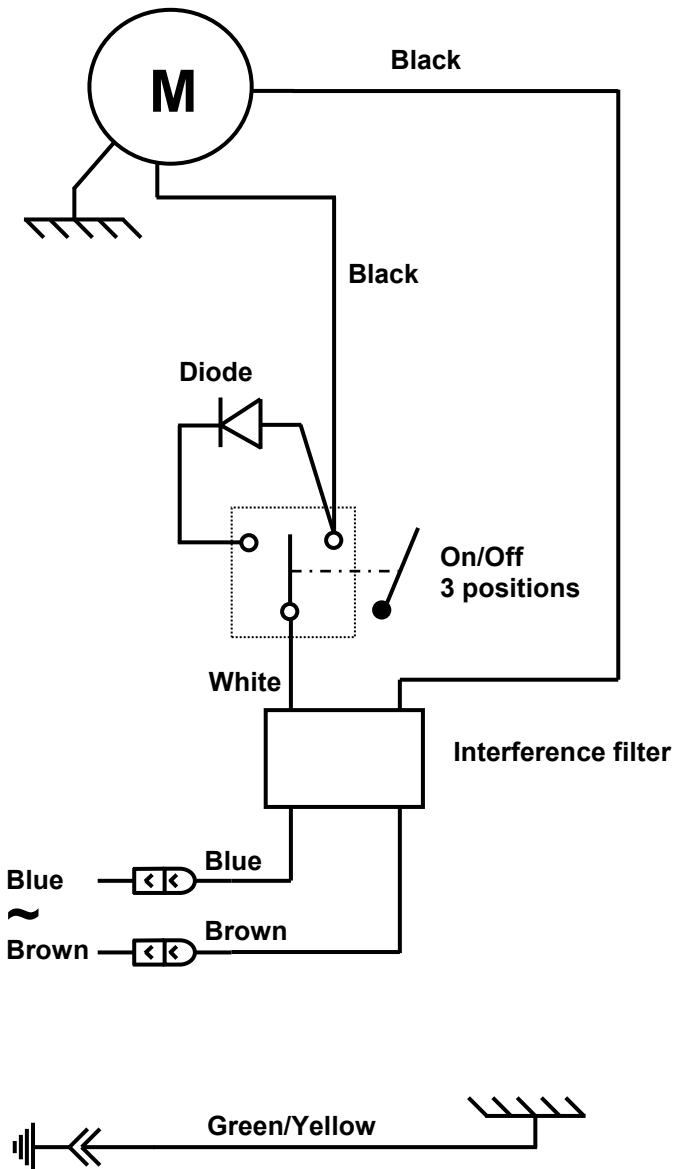 Black
M
Black
Diode
On/Off
3 positions
White
Interference filter
Blue
Blue
~
Brown
Brown
Green/Yellow